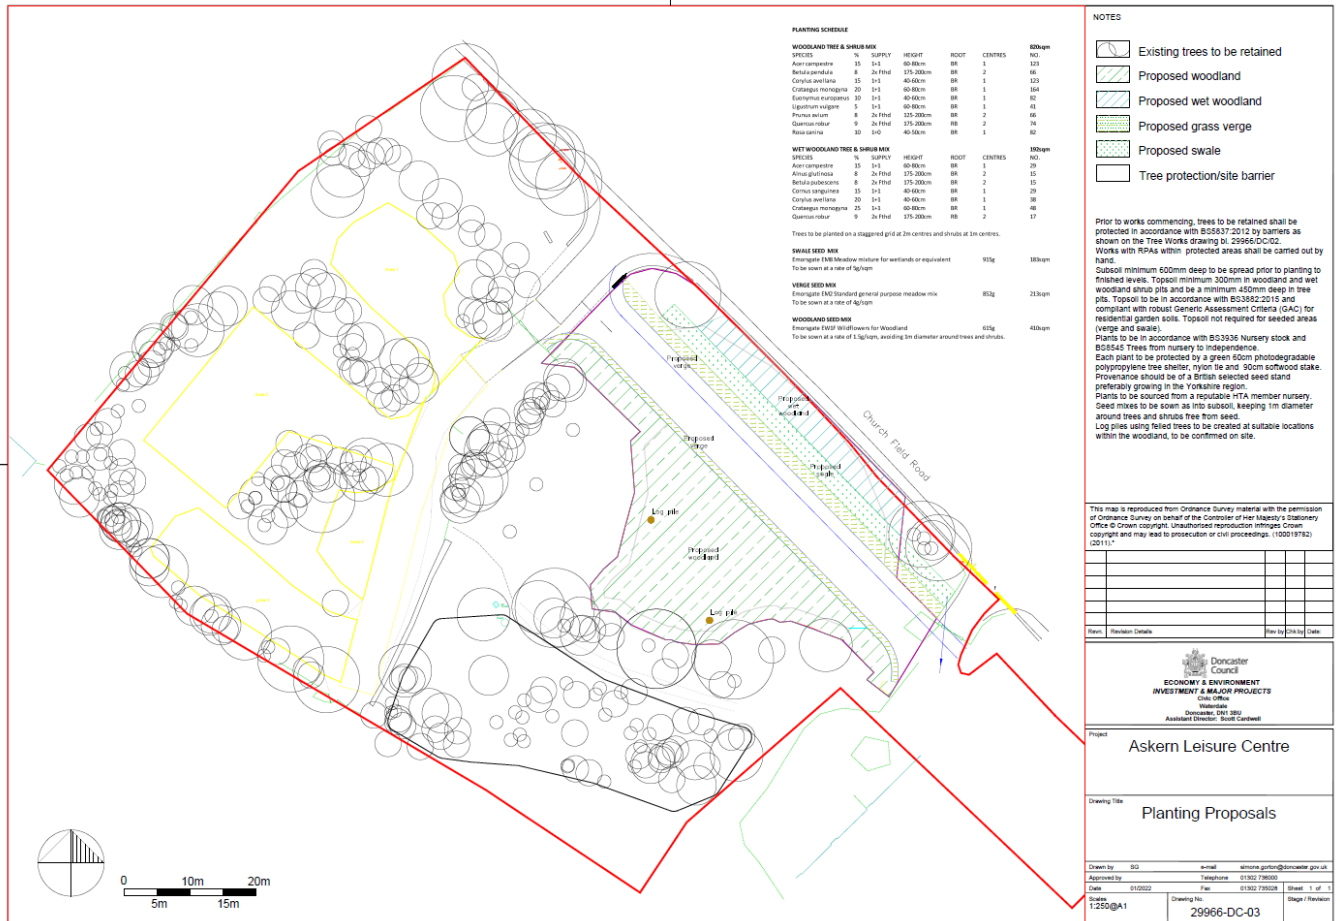 PLANTING SCHEDULE
WOODLAND TREE & SHRUB MIX 820sqm
SPECIES % SUPPLY HEIGHT ROOT CENTRES NO.
Acer campestre 15 1+1 60-80cm BR 1 123
Betula pendula 8 2x Fthd 175-200cm BR 2 66
Corylus avellana 15 1+1 40-60cm BR 1 123
Crataegus monogyna 20 1+1 60-80cm BR 1 164
Euonymus europaeus 10 1+1 40-60cm BR 1 82
Ligustrum vulgare 5 1+1 60-80cm BR 1 41
Prunus avium 8 2x Fthd 125-200cm BR 2 66
Quercus robur 9 2x Fthd 175-200cm RB 2 74
Rosa canina 10 1+0 40-50cm BR 1 82
WET WOODLAND TREE & SHRUB MIX 192sqm
SPECIES % SUPPLY HEIGHT ROOT CENTRES NO.
Acer campestre 15 1+1 60-80cm BR 1 29
Alnus glutinosa 8 2x Fthd 175-200cm BR 2 15
Betula pubescens 8 2x Fthd 175-200cm BR 2 15
Cornus sanguinea 15 1+1 40-60cm BR 1 29
Corylus avellana 20 1+1 40-60cm BR 1 38
Crataegus monogyna 25 1+1 60-80cm BR 1 48
Quercus robur 9 2x Fthd 175-200cm RB 2 17
Trees to be planted on a staggered grid at 2m centres and shrubs at 1m centres.
SWALE SEED MIX
Emorsgate EM8 Meadow mixture for wetlands or equivalent 915g 183sqm
To be sown at a rate of 5g/sqm
VERGE SEED MIX
Emorsgate EM2 Standard general purpose meadow mix 852g 213sqm
To be sown at a rate of 4g/sqm
WOODLAND SEED MIX
Emorsgate EW1F Wildflowers for Woodland 615g 410sqm
To be sown at a rate of 1.5g/sqm, avoiding 1m diameter around trees and shrubs.
Proposed
verge
Proposed
wet
woodland
Church Field Road
Proposed
verge
Proposed
swale
Log pile
Proposed
woodland
Log pile
0 10m 20m
5m 15m
NOTES
Existing trees to be retained
Proposed woodland
Proposed wet woodland
Proposed grass verge
Proposed swale
Tree protection/site barrier
Prior to works commencing, trees to be retained shall be
protected in accordance with BS5837:2012 by barriers as
shown on the Tree Works drawing bl. 29966/DC/02.
Works with RPAs within protected areas shall be carried out by
hand.
Subsoil minimum 600mm deep to be spread prior to planting to
finished levels. Topsoil minimum 300mm in woodland and wet
woodland shrub pits and be a minimum 450mm deep in tree
pits. Topsoil to be in accordance with BS3882:2015 and
compliant with robust Generic Assessment Criteria (GAC) for
residential garden soils. Topsoil not required for seeded areas
(verge and swale).
Plants to be in accordance with BS3936 Nursery stock and
BS8545 Trees from nursery to independence.
Each plant to be protected by a green 60cm photodegradable
polypropylene tree shelter, nylon tie and 90cm softwood stake.
Provenance should be of a British selected seed stand
preferably growing in the Yorkshire region.
Plants to be sourced from a reputable HTA member nursery.
Seed mixes to be sown as into subsoil, keeping 1m diameter
around trees and shrubs free from seed.
Log piles using felled trees to be created at suitable locations
within the woodland, to be confirmed on site.
This map is reproduced from Ordnance Survey material with the permission
of Ordnance Survey on behalf of the Controller of Her Majesty's Stationery
Office © Crown copyright. Unauthorised reproduction infringes Crown
copyright and may lead to prosecution or civil proceedings. (100019782)
(2011)."
Revn. Revision Details Rev by Chk by Date:
Doncaster
Council
ECONOMY & ENVIRONMENT
INVESTMENT & MAJOR PROJECTS
Civic Office
Waterdale
Doncaster, DN1 3BU
Assistant Director: Scott Cardwell
Project
Askern Leisure Centre
Drawing Title
Planting Proposals
Drawn by SG e-mail simone.gorton@doncaster.gov.uk
Approved by Telephone 01302 736000
Date 01/2022 Fax 01302 735028 Sheet 1 of 1
Scales Drawing No. Stage / Revision
1:250@A1
29966-DC-03